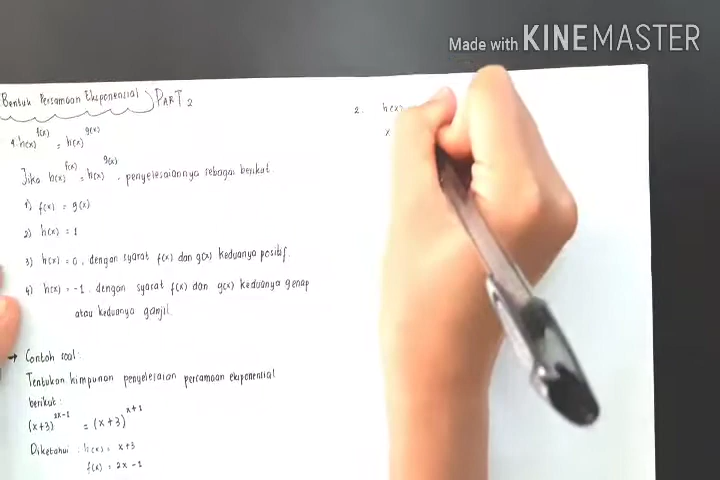 Made with KINEMASTER
Bentuk Persamaan Eksponensial PART 2
4. h(x)^f(x) = h(x)^g(x)
Jika h(x)^f(x) = h(x)^g(x), penyelesaiannya sebagai berikut.
1) f(x) = g(x)
2) h(x) = 1
3) h(x) = 0, dengan syarat f(x) dan g(x) keduanya positif.
4) h(x) = -1, dengan syarat f(x) dan g(x) keduanya genap
atau keduanya ganjil.
→ Contoh soal:
Tentukan himpunan penyelesaian persamaan eksponensial
berikut:
(x+3)^2x-1 = (x+3)^x+1
Diketahui: h(x) = x+3
f(x) = 2x-1
2. h(x)
x